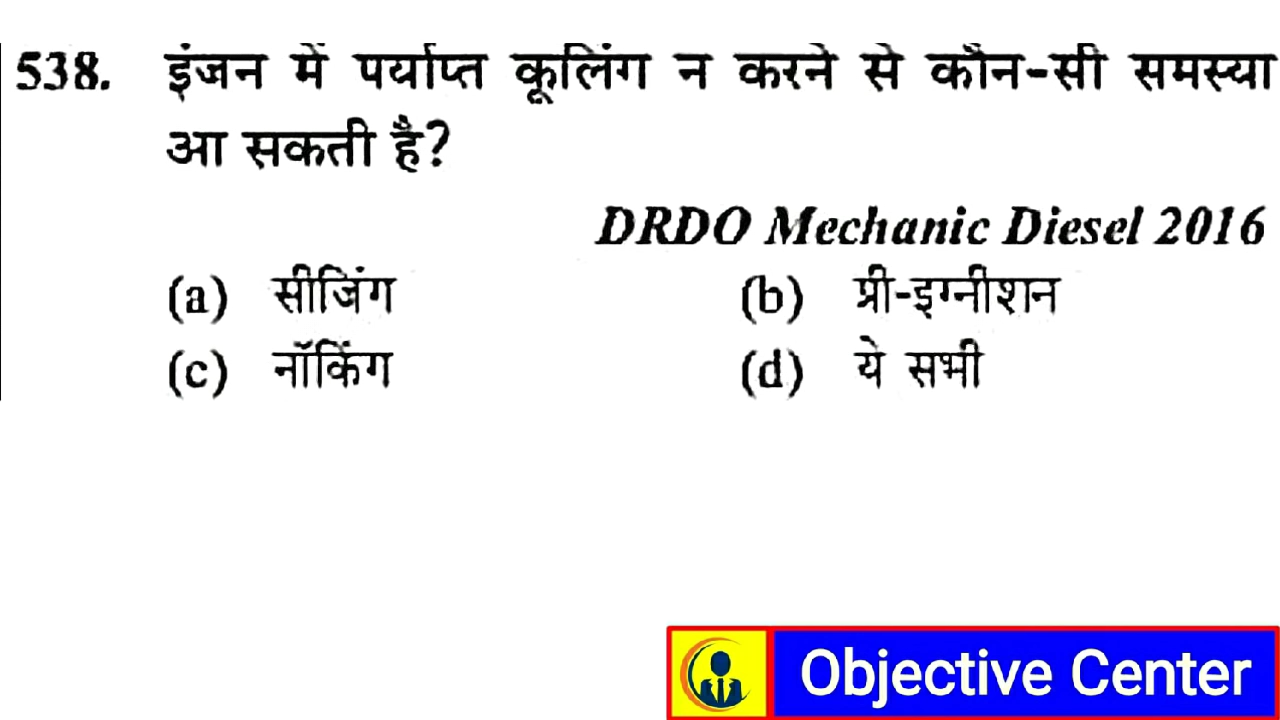 538. इंजन में पर्याप्त कूलिंग न करने से कौन-सी समस्या
आ सकती है?
DRDO Mechanic Diesel 2016
(a) सीजिंग (b) प्री-इग्नीशन
(c) नॉकिंग (d) ये सभी
Objective Center